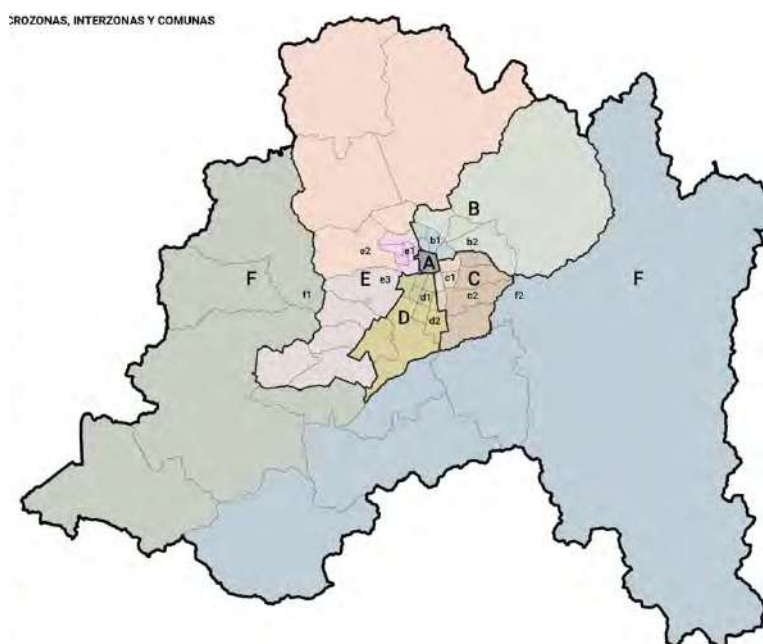 CROZONAS, INTERZONAS Y COMUNAS
B
b1
b2
e2
e1
A
F
f1
E
e3
c1
C
c2
f2
F
d1
D
d2